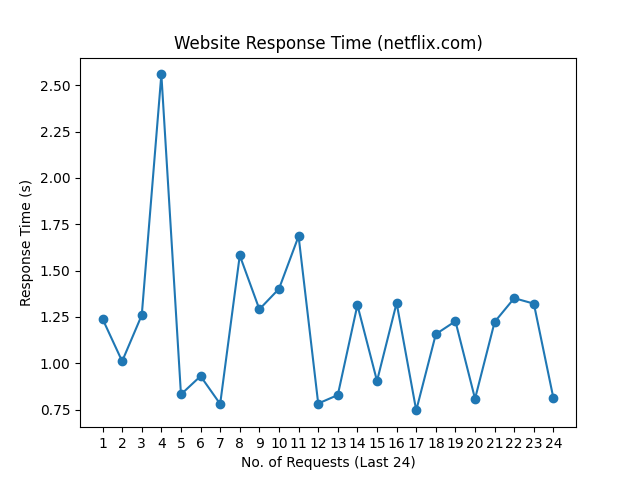 Website Response Time (netflix.com)
2.50
2.25
2.00
1.75
1.50
1.25
1.00
0.75
Response Time (s)
1 2 3 4 5 6 7 8 9 10 11 12 13 14 15 16 17 18 19 20 21 22 23 24
No. of Requests (Last 24)